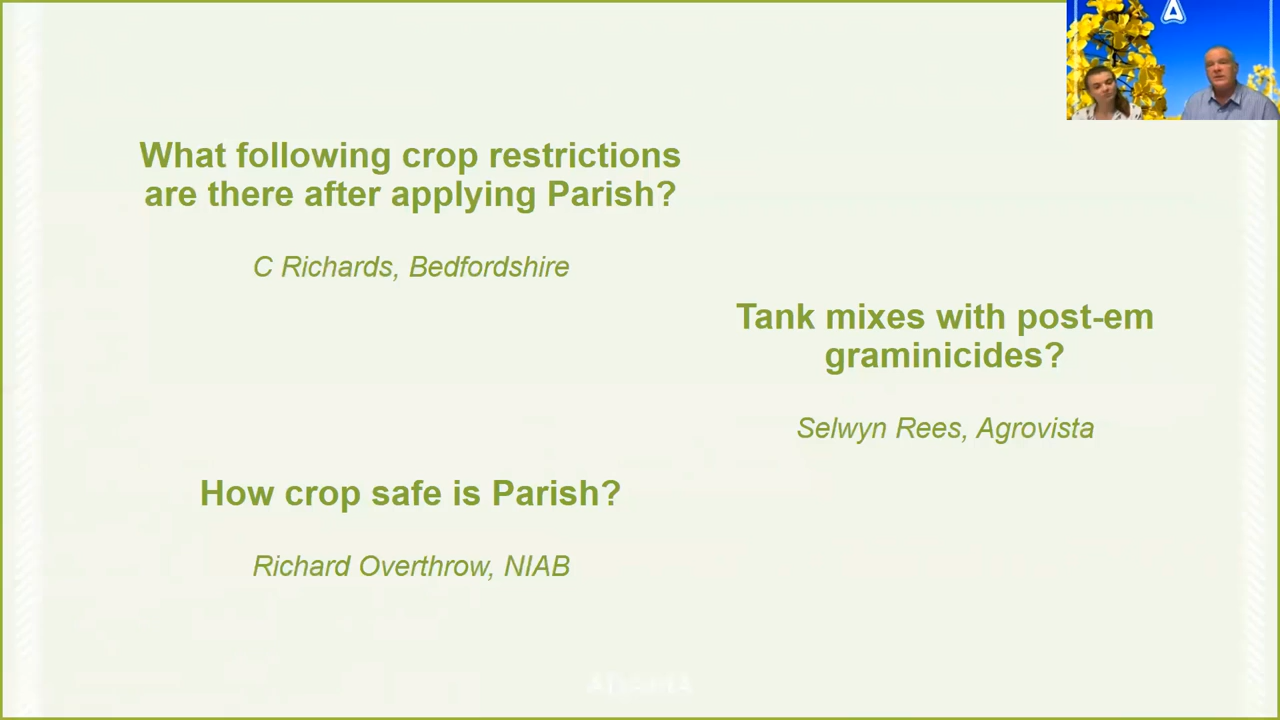 What following crop restrictions
are there after applying Parish?
C Richards, Bedfordshire
Tank mixes with post-em
graminicides?
Selwyn Rees, Agrovista
How crop safe is Parish?
Richard Overthrow, NIAB
ADAMA